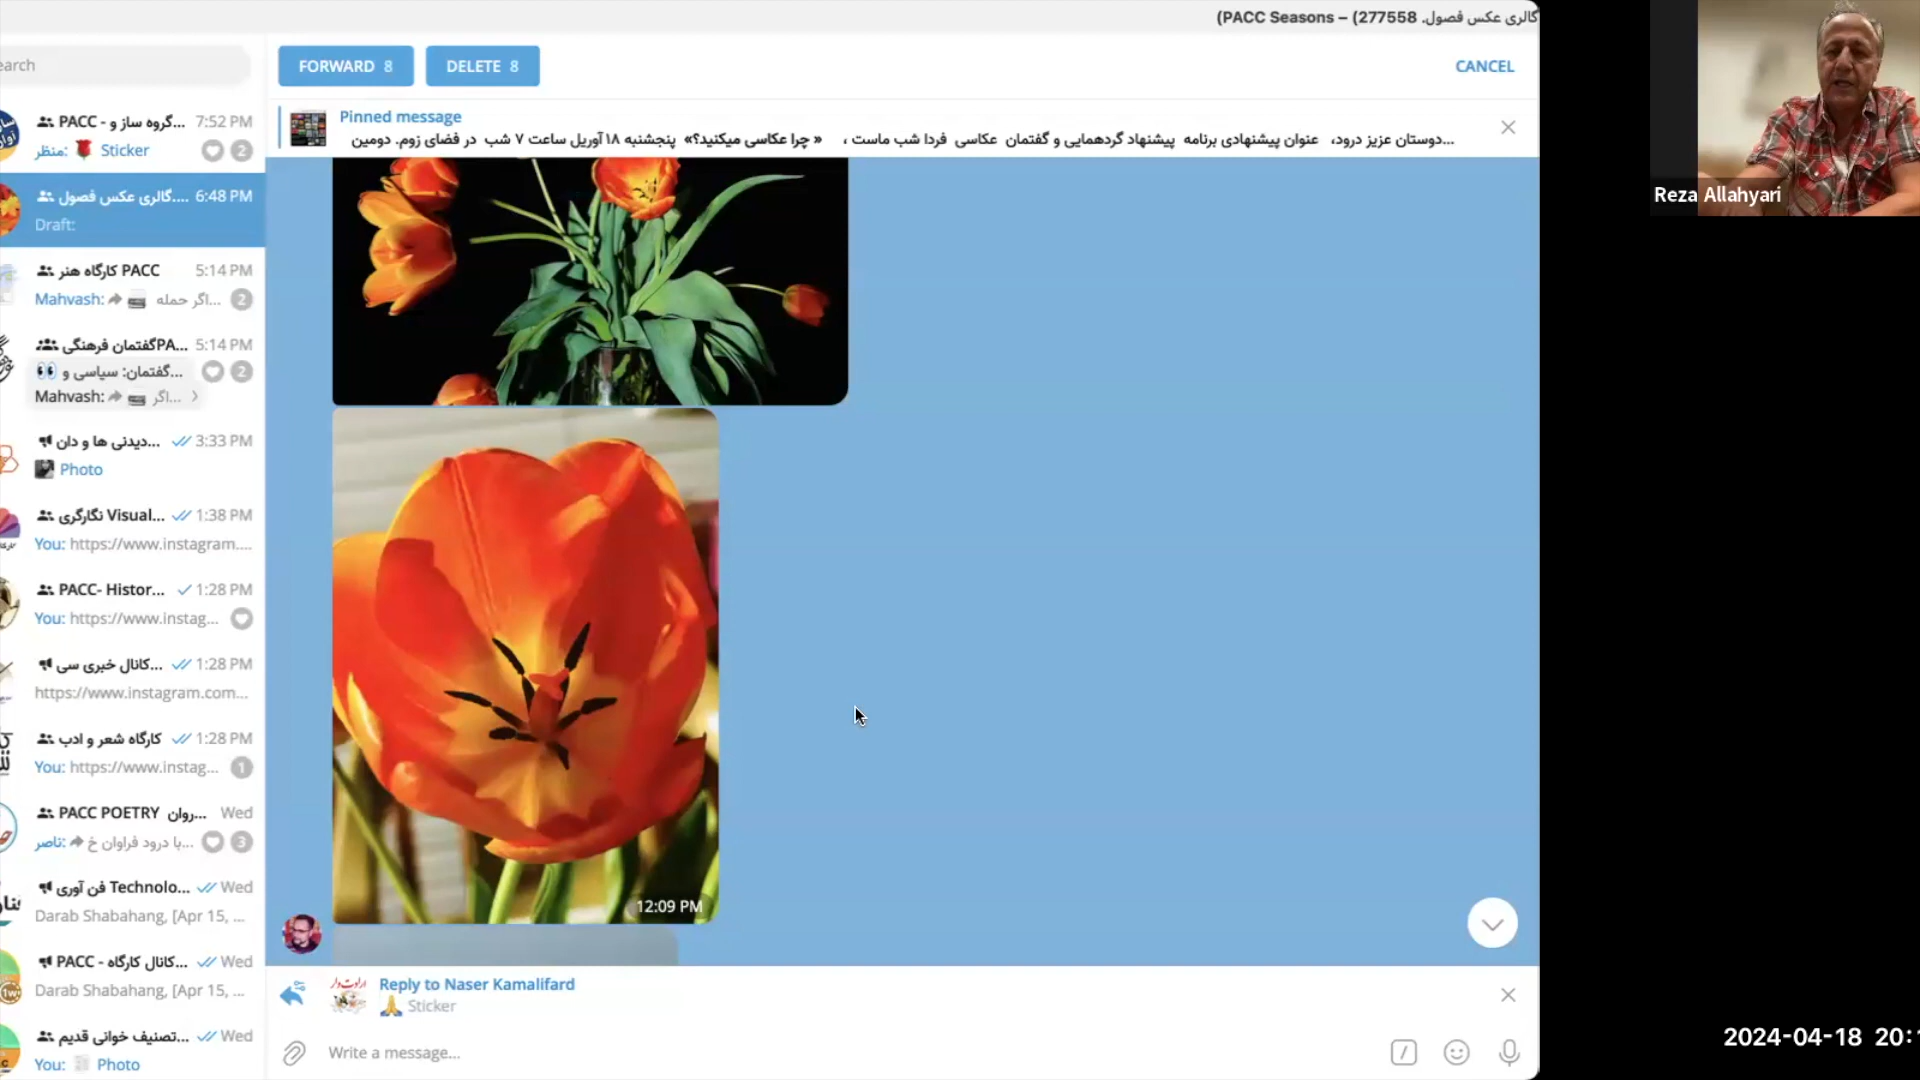 گالری عکس فصول. PACC Seasons – (277558)
earch
FORWARD 8
DELETE 8
CANCEL
Pinned message
دوستان عزیز درود،  عنوان پیشنهادی برنامه  پیشنهاد گردهمایی و گفتمان  عکاسی  فردا شب ماست ،  « چرا عکاسی میکنید؟»  پنجشنبه ۱۸ آوریل ساعت ۷ شب  در فضای زوم. دومین...
PACC - گروه ساز و... 7:52 PM
منظر: Sticker 2
گالری عکس فصول.... 6:48 PM
Draft:
کارگاه هنر PACC 5:14 PM
Mahvash: اگر حمله... 2
گفتمان فرهنگیPA... 5:14 PM
گفتمان: سیاسی و... 2
Mahvash: اگر...
دیدنی ها و دان... 3:33 PM
Photo
نگارگری Visual... 1:38 PM
You: https://www.instagram....
PACC- Histor... 1:28 PM
You: https://www.instag...
کانال خبری سی... 1:28 PM
https://www.instagram.com...
کارگاه شعر و ادب 1:28 PM
You: https://www.instag... 1
PACC POETRY روان... Wed
ناصر: با درود فراوان خ... 3
فن آوری Technolo... Wed
Darab Shabahang, [Apr 15, ...
PACC - کانال کارگاه... Wed
Darab Shabahang, [Apr 15, ...
تصنیف خوانی قدیم... Wed
You: Photo
12:09 PM
Reply to Naser Kamalifard
Sticker
Write a message...
Reza Allahyari
2024-04-18 20: